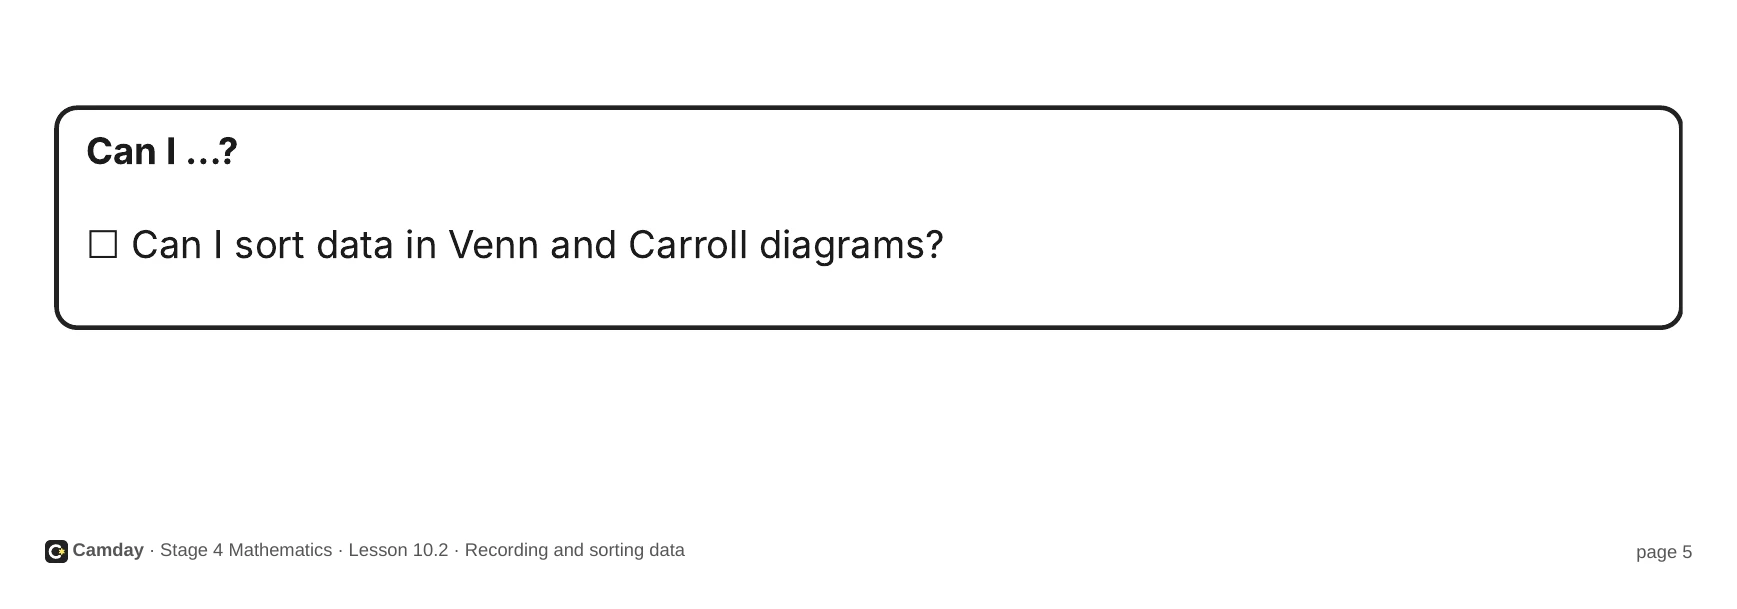 Can I ...?
☐ Can I sort data in Venn and Carroll diagrams?
Camday · Stage 4 Mathematics · Lesson 10.2 · Recording and sorting data
page 5